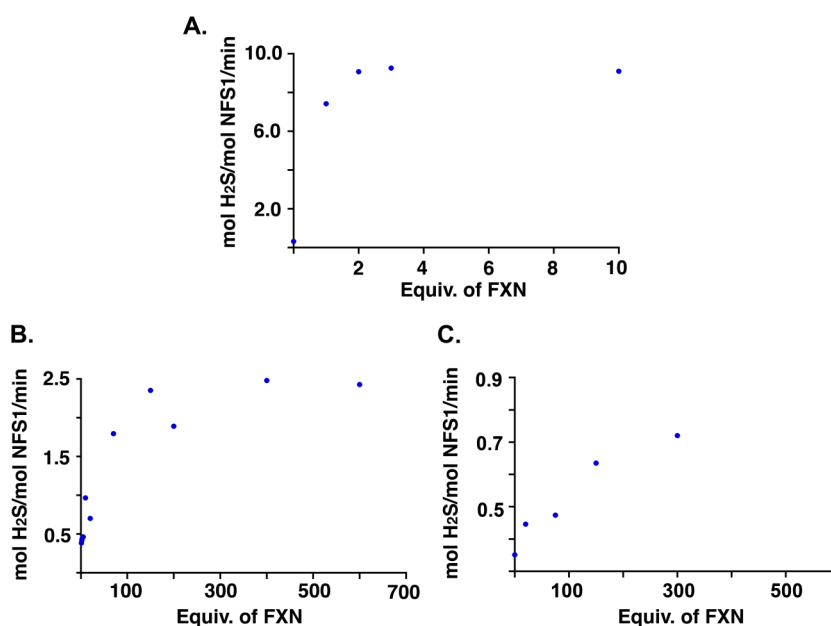 A.
mol H2S/mol NFS1/min
10.0
6.0
2.0
2 4 6 8 10
Equiv. of FXN
B.
mol H2S/mol NFS1/min
2.5
1.5
0.5
100 300 500 700
Equiv. of FXN
C.
mol H2S/mol NFS1/min
0.9
0.7
0.5
100 300 500
Equiv. of FXN